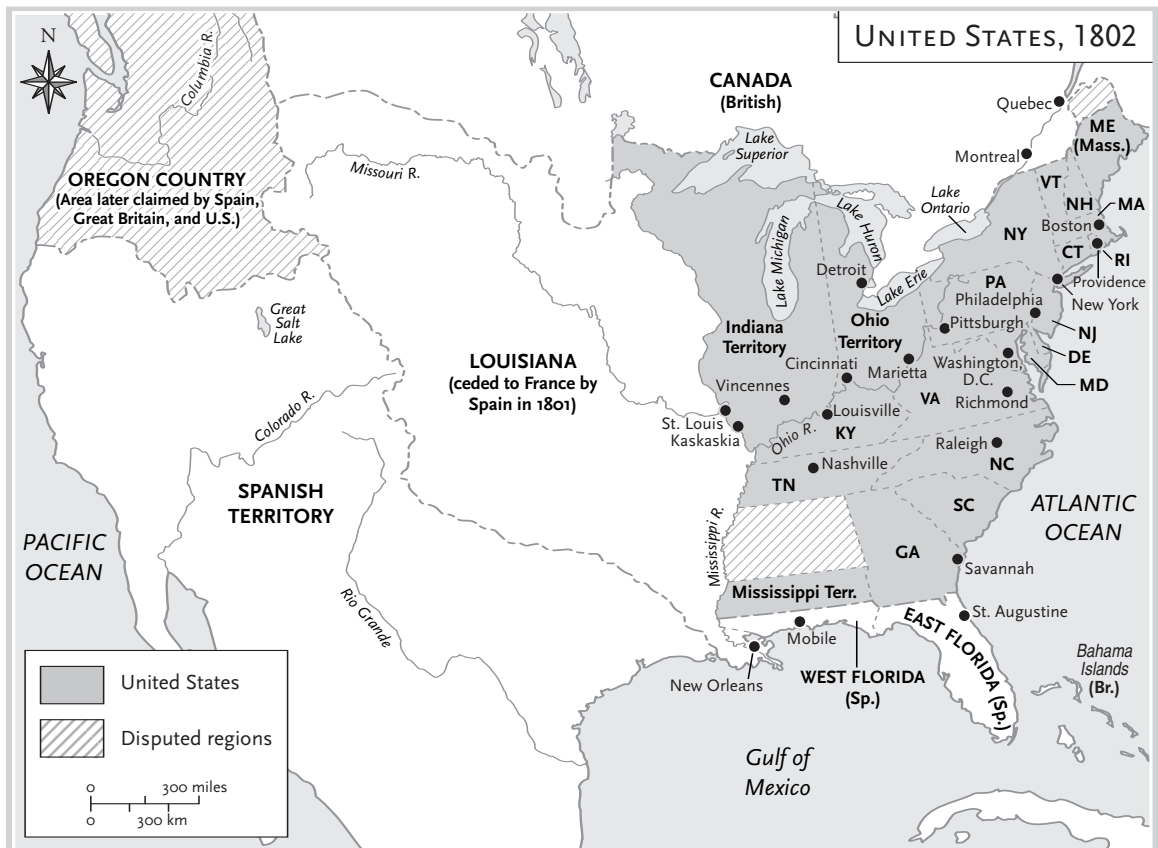 UNITED STATES, 1802
N
Columbia R.
CANADA
(British)
Quebec
ME
(Mass.)
Lake
Superior
Montreal
Missouri R.
OREGON COUNTRY
(Area later claimed by Spain,
Great Britain, and U.S.)
VT
Lake
Ontario
NH
MA
Lake Michigan
Lake Huron
Boston
NY
CT
RI
Detroit
Lake Erie
PA
Providence
Philadelphia
New York
Great
Salt
Lake
Indiana
Territory
Ohio
Territory
Pittsburgh
NJ
DE
LOUISIANA
(ceded to France by
Spain in 1801)
Cincinnati
Marietta
Washington,
D.C.
MD
Vincennes
VA
Richmond
Colorado R.
St. Louis
Kaskaskia
Louisville
Ohio R.
KY
Raleigh
Nashville
NC
TN
SPANISH
TERRITORY
SC
ATLANTIC
OCEAN
PACIFIC
OCEAN
Mississippi R.
GA
Savannah
Mississippi Terr.
Rio Grande
St. Augustine
EAST FLORIDA (Sp.)
Mobile
New Orleans
WEST FLORIDA
(Sp.)
Bahama
Islands
(Br.)
Gulf of
Mexico
United States
Disputed regions
0 300 miles
0 300 km